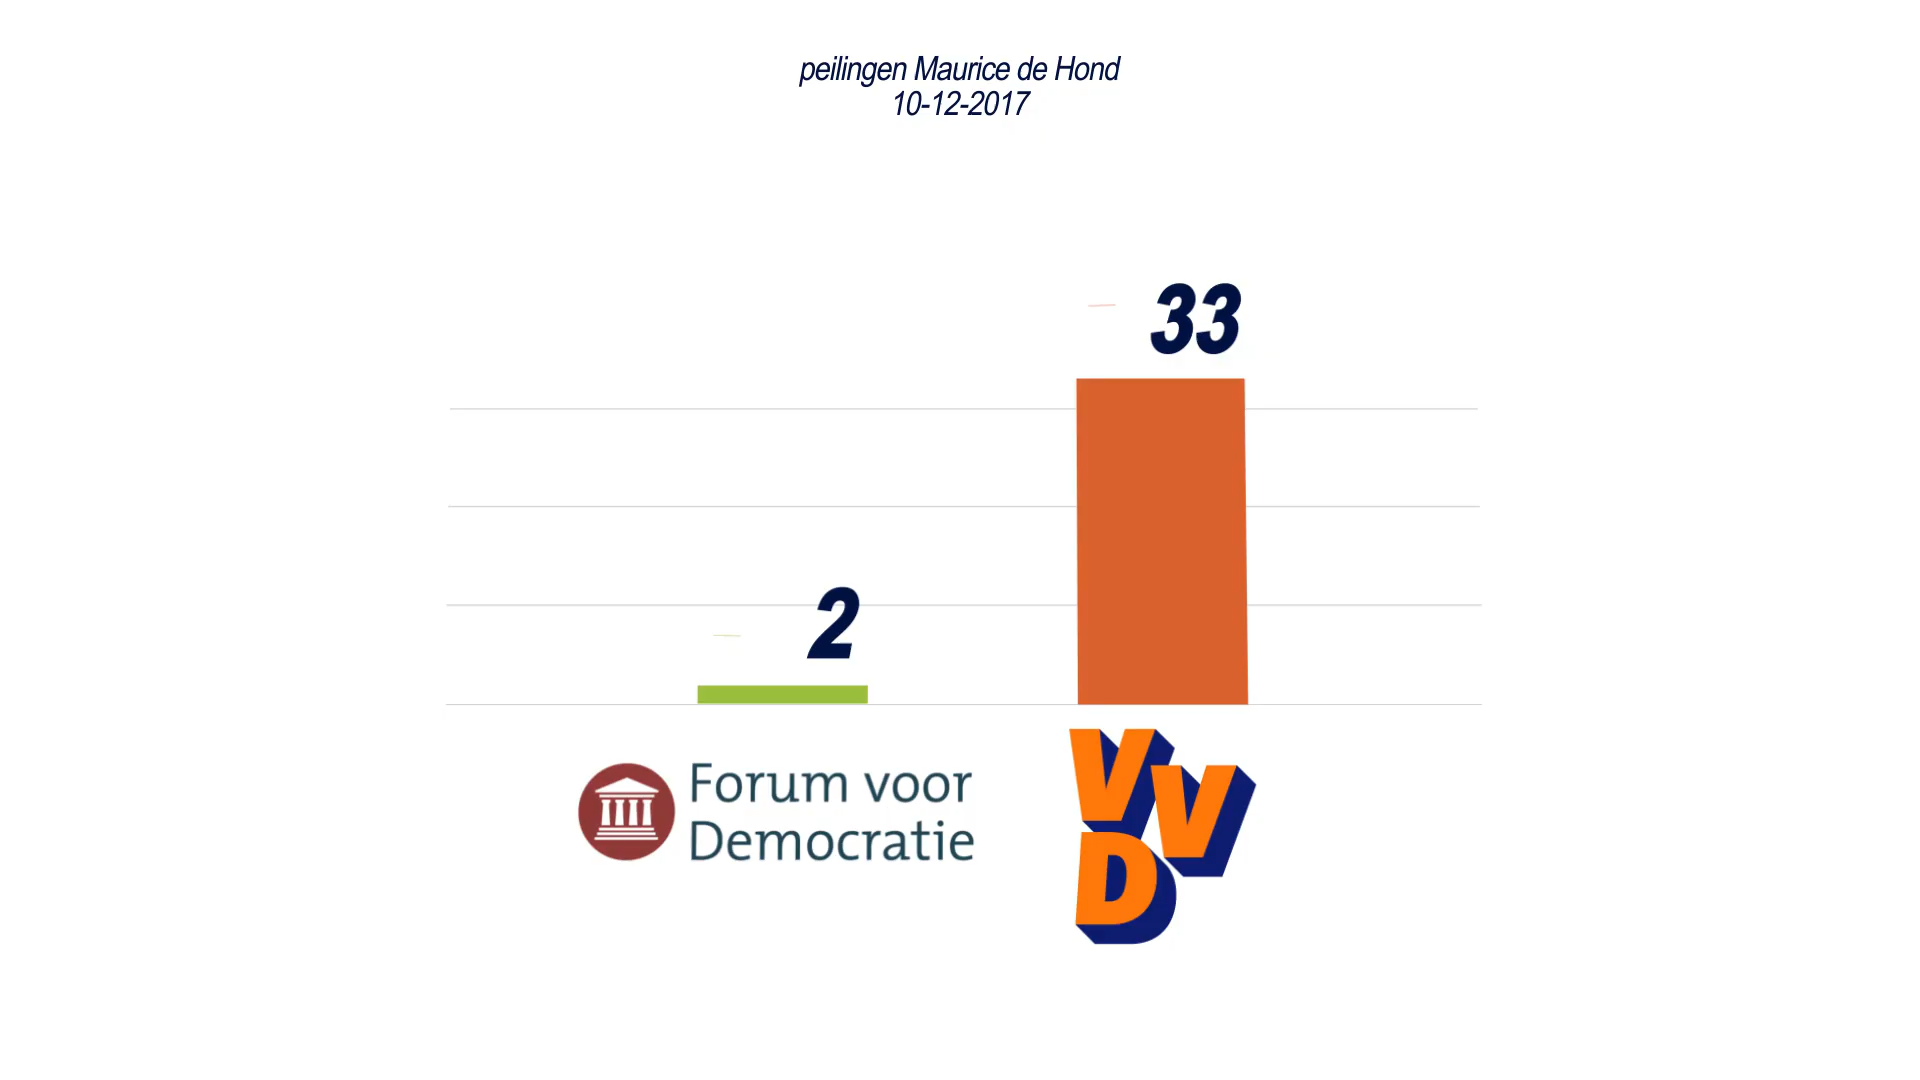 peilingen Maurice de Hond
10-12-2017
33
2
Forum voor
Democratie
VVD